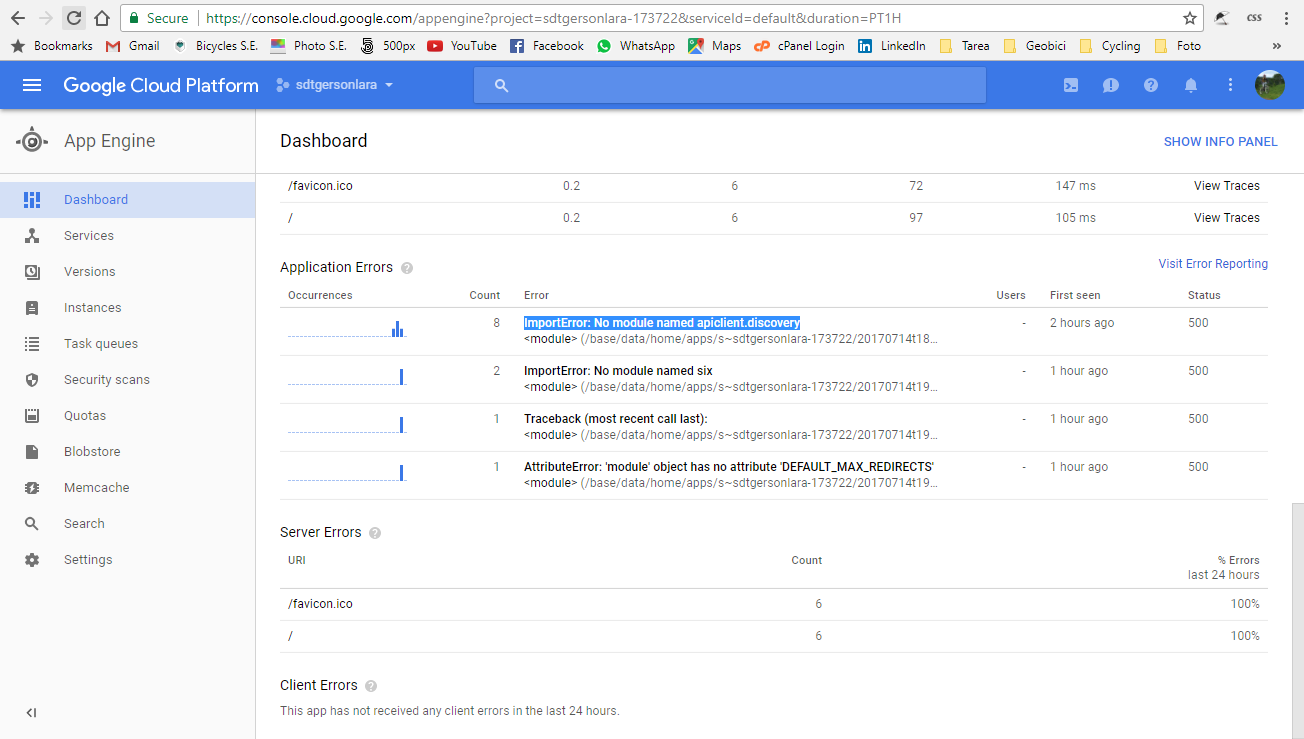 Secure https://console.cloud.google.com/appengine?project=sdtgersonlara-173722&serviceId=default&duration=PT1H CSS
Bookmarks Gmail Bicycles S.E. Photo S.E. 500px YouTube Facebook WhatsApp Maps cPanel Login LinkedIn Tarea Geobici Cycling Foto »
Google Cloud Platform sdtgersonlara
App Engine
Dashboard
Services
Versions
Instances
Task queues
Security scans
Quotas
Blobstore
Memcache
Search
Settings
Dashboard SHOW INFO PANEL
/favicon.ico 0.2 6 72 147 ms View Traces
/ 0.2 6 97 105 ms View Traces
Application Errors Visit Error Reporting
Occurrences Count Error Users First seen Status
8 ImportError: No module named apiclient.discovery - 2 hours ago 500
<module> (/base/data/home/apps/s~sdtgersonlara-173722/20170714t18...
2 ImportError: No module named six - 1 hour ago 500
<module> (/base/data/home/apps/s~sdtgersonlara-173722/20170714t19...
1 Traceback (most recent call last): - 1 hour ago 500
<module> (/base/data/home/apps/s~sdtgersonlara-173722/20170714t19...
1 AttributeError: 'module' object has no attribute 'DEFAULT_MAX_REDIRECTS' - 1 hour ago 500
<module> (/base/data/home/apps/s~sdtgersonlara-173722/20170714t19...
Server Errors
URI Count % Errors
last 24 hours
/favicon.ico 6 100%
/ 6 100%
Client Errors
This app has not received any client errors in the last 24 hours.